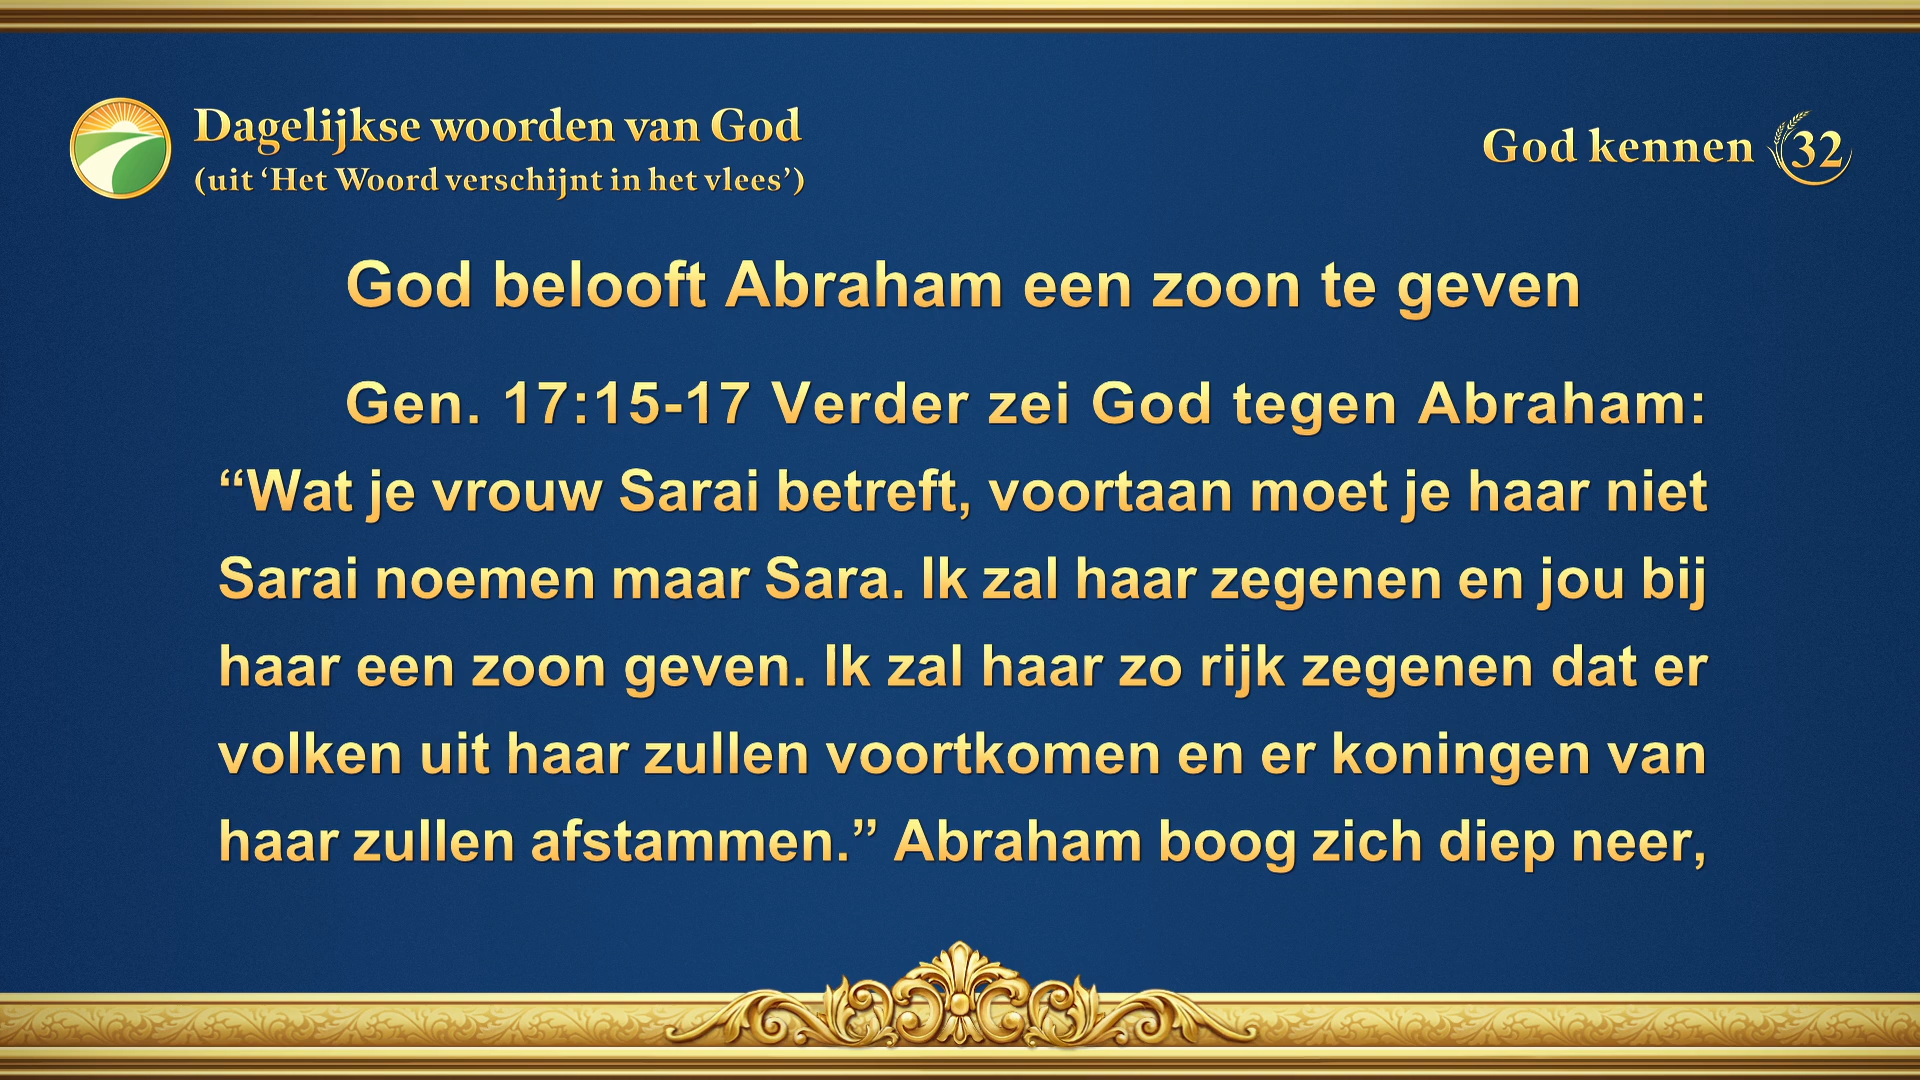 Dagelijkse woorden van God
(uit ‘Het Woord verschijnt in het vlees’)
God kennen 32
God belooft Abraham een zoon te geven
Gen. 17:15-17 Verder zei God tegen Abraham:
“Wat je vrouw Sarai betreft, voortaan moet je haar niet
Sarai noemen maar Sara. Ik zal haar zegenen en jou bij
haar een zoon geven. Ik zal haar zo rijk zegenen dat er
volken uit haar zullen voortkomen en er koningen van
haar zullen afstammen.” Abraham boog zich diep neer,